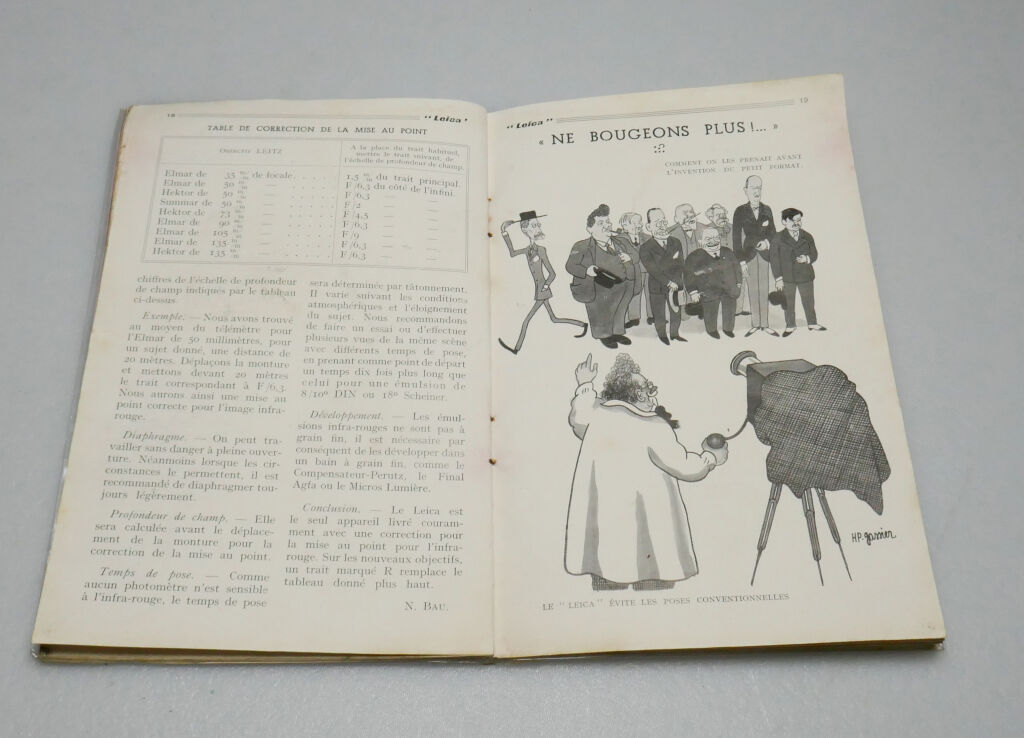 18
"Leica"
TABLE DE CORRECTION DE LA MISE AU POINT
OBJECTIF LEITZ
A la place du trait habituel,
mettre le trait suivant, de
l'échelle de profondeur de champ.
Elmar de 35 m/m de focale..... 1,5 m/m du trait principal.
Elmar de 50 m/m — ..... F/6,3 du côté de l'infini.
Hektor de 50 m/m — ..... F/6,3 — —
Summar de 50 m/m — ..... F/2 — —
Hektor de 73 m/m — ..... F/4,5 — —
Elmar de 90 m/m — ..... F/6,3 — —
Elmar de 105 m/m — ..... F/9 — —
Elmar de 135 m/m — ..... F/6,3 — —
Hektor de 135 m/m — ..... F/6,3 — —
chiffres de l'échelle de profondeur
de champ indiqués par le tableau
ci-dessus.
Exemple. — Nous avons trouvé
au moyen du télémètre pour
l'Elmar de 50 millimètres, pour
un sujet donné, une distance de
20 mètres. Déplaçons la monture
et mettons devant 20 mètres
le trait correspondant à F/6,3.
Nous aurons ainsi une mise au
point correcte pour l'image infra-
rouge.
Diaphragme. — On peut tra-
vailler sans danger à pleine ouver-
ture. Néanmoins lorsque les cir-
constances le permettent, il est
recommandé de diaphragmer tou-
jours légèrement.
Profondeur de champ. — Elle
sera calculée avant le déplace-
ment de la monture pour la
correction de la mise au point.
Temps de pose. — Comme
aucun photomètre n'est sensible
à l'infra-rouge, le temps de pose
sera déterminée par tâtonnement.
Il varie suivant les conditions
atmosphériques et l'éloignement
du sujet. Nous recommandons
de faire un essai ou d'effectuer
plusieurs vues de la même scène
avec différents temps de pose,
en prenant comme point de départ
un temps dix fois plus long que
celui pour une émulsion de
8/10° DIN ou 18° Scheiner.
Développement. — Les émul-
sions infra-rouges ne sont pas à
grain fin, il est nécessaire par
conséquent de les développer dans
un bain à grain fin, comme le
Compensateur-Perutz, le Final
Agfa ou le Micros Lumière.
Conclusion. — Le Leica est
le seul appareil livré couram-
ment avec une correction pour
la mise au point pour l'infra-
rouge. Sur les nouveaux objectifs,
un trait marqué R remplace le
tableau donné plus haut.
N. BAU.
"Leica"
19
« NE BOUGEONS PLUS !... »
COMMENT ON LES PRENAIT AVANT
L'INVENTION DU PETIT FORMAT.
H.P. gassier
LE "LEICA" ÉVITE LES POSES CONVENTIONNELLES